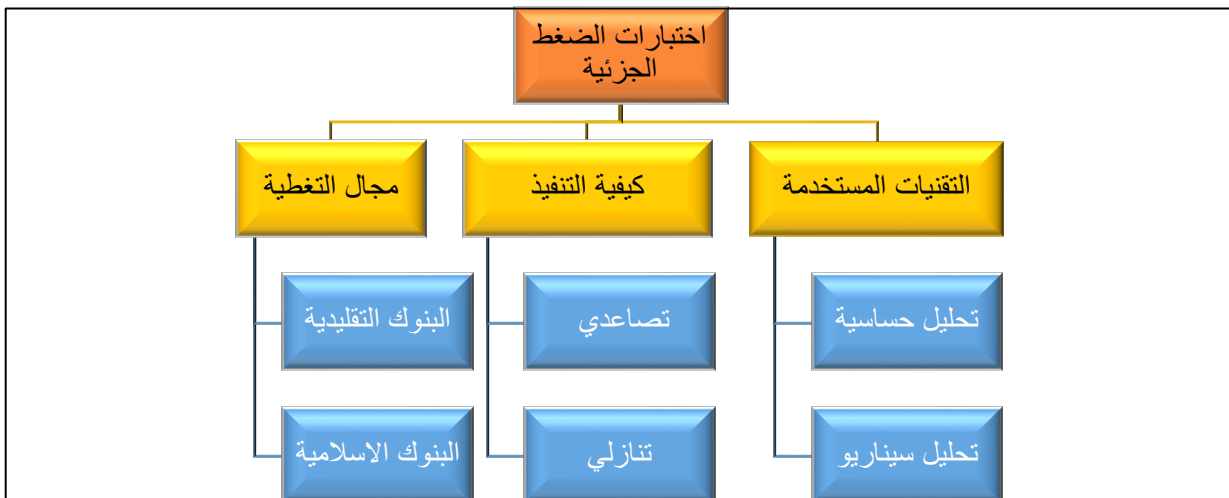 اختبارات الضغط
الجزئية
التقنيات المستخدمة
كيفية التنفيذ
مجال التغطية
تحليل حساسية
تصاعدي
البنوك التقليدية
تحليل سيناريو
تنازلي
البنوك الاسلامية